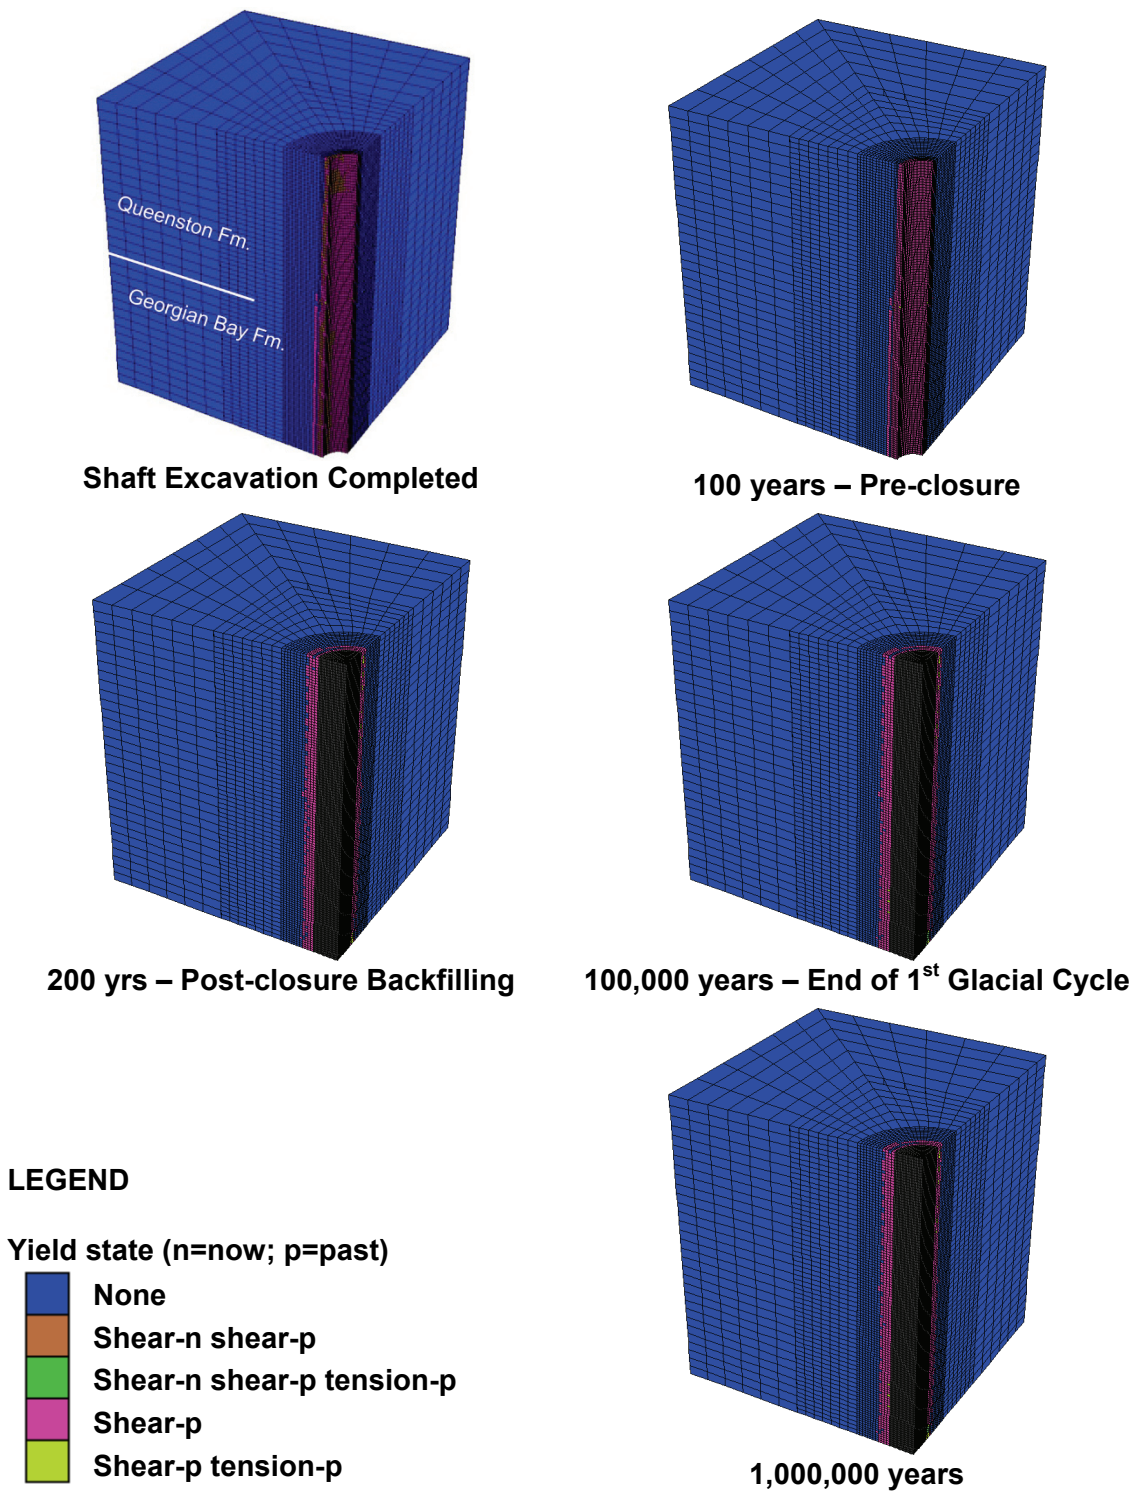 Queenston Fm.
Georgian Bay Fm.
Shaft Excavation Completed
100 years – Pre-closure
200 yrs – Post-closure Backfilling
100,000 years – End of 1st Glacial Cycle
LEGEND
Yield state (n=now; p=past)
None
Shear-n shear-p
Shear-n shear-p tension-p
Shear-p
Shear-p tension-p
1,000,000 years